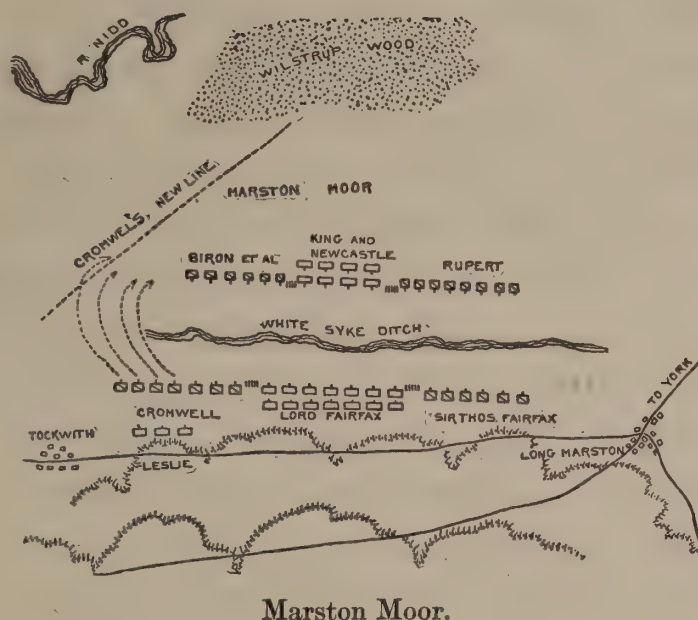 R. NIDD
WILSTRUP WOOD
CROMWEL'S, NEW LINE.
MARSTON MOOR
BIRON ET AL
KING AND
NEWCASTLE
RUPERT
WHITE SYKE DITCH
TO YORK
CROMWELL
LORD FAIRFAX
SIR THOS. FAIRFAX
TOCKWITH
LESLIE
LONG MARSTON
Marston Moor.